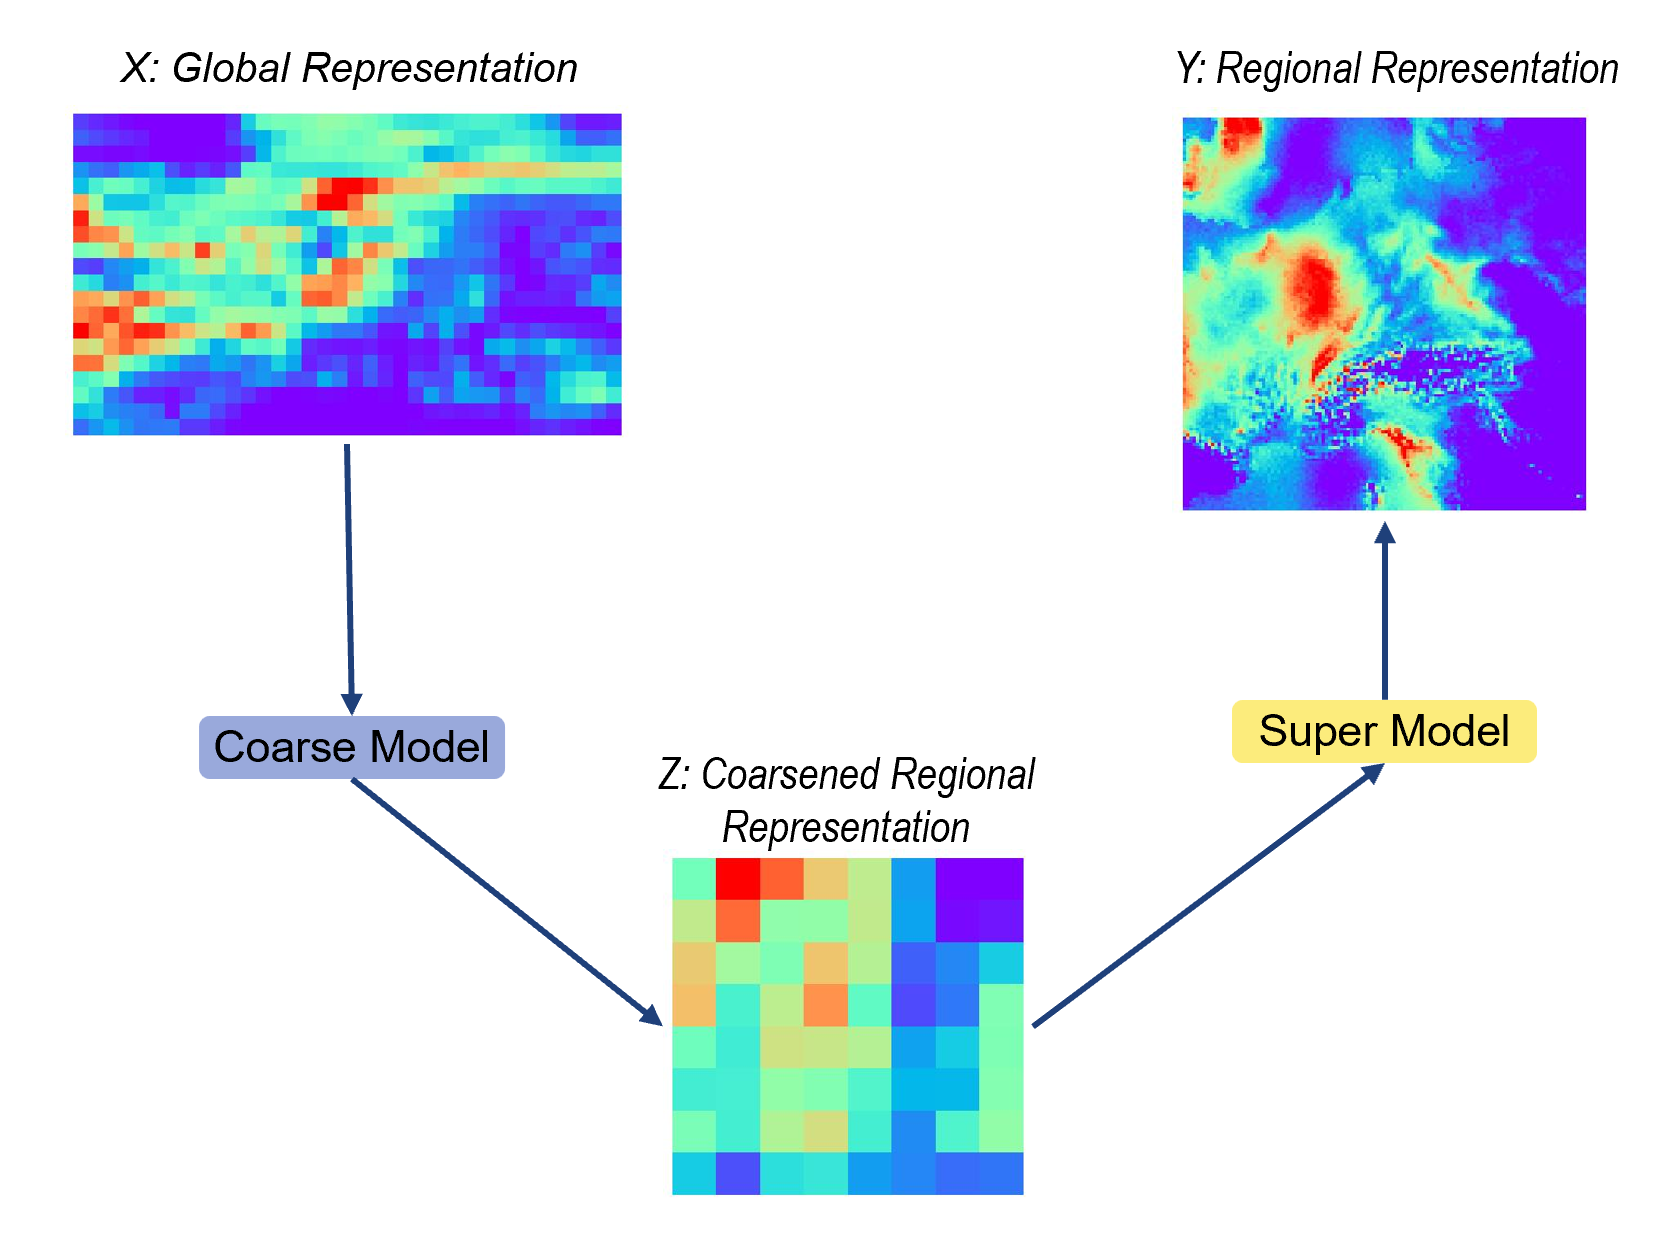 X: Global Representation
Y: Regional Representation
Coarse Model
Super Model
Z: Coarsened Regional
Representation